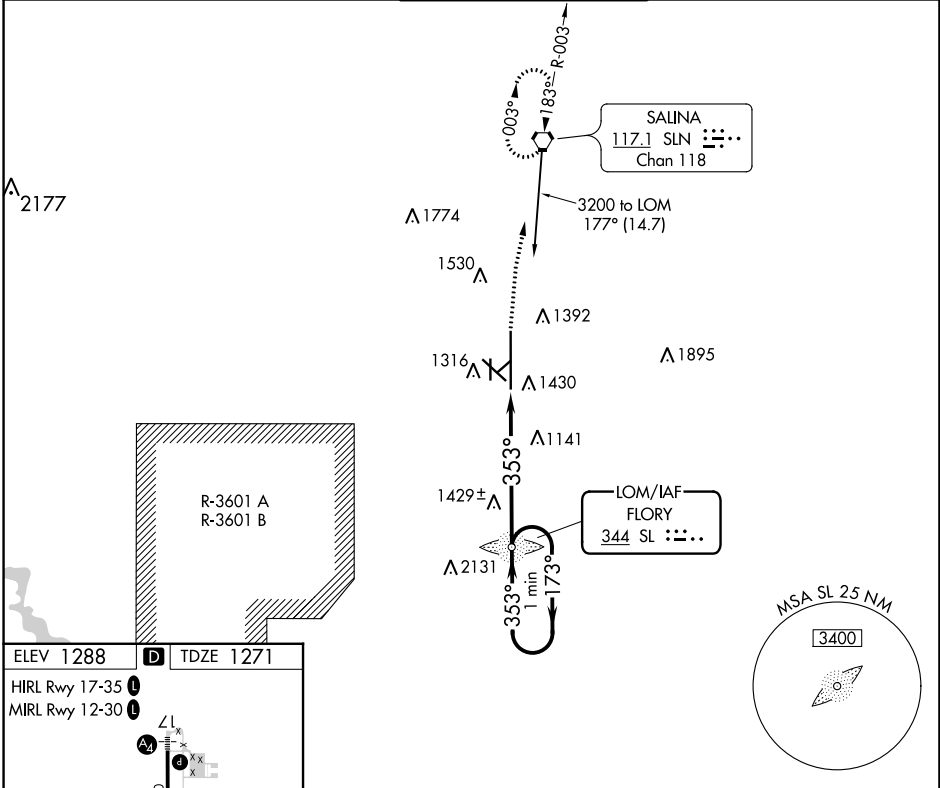 R-003
183°
003°
SALINA
117.1 SLN
Chan 118
2177
3200 to LOM
177° (14.7)
1774
1530
1392
1316
1895
1430
1141
353°
R-3601 A
R-3601 B
1429±
LOM/IAF
FLORY
344 SL
2131
353°
1 min
173°
MSA SL 25 NM
3400
ELEV 1288 D TDZE 1271
HIRL Rwy 17-35 L
MIRL Rwy 12-30 L
17
A4
P
X
X
X X
X